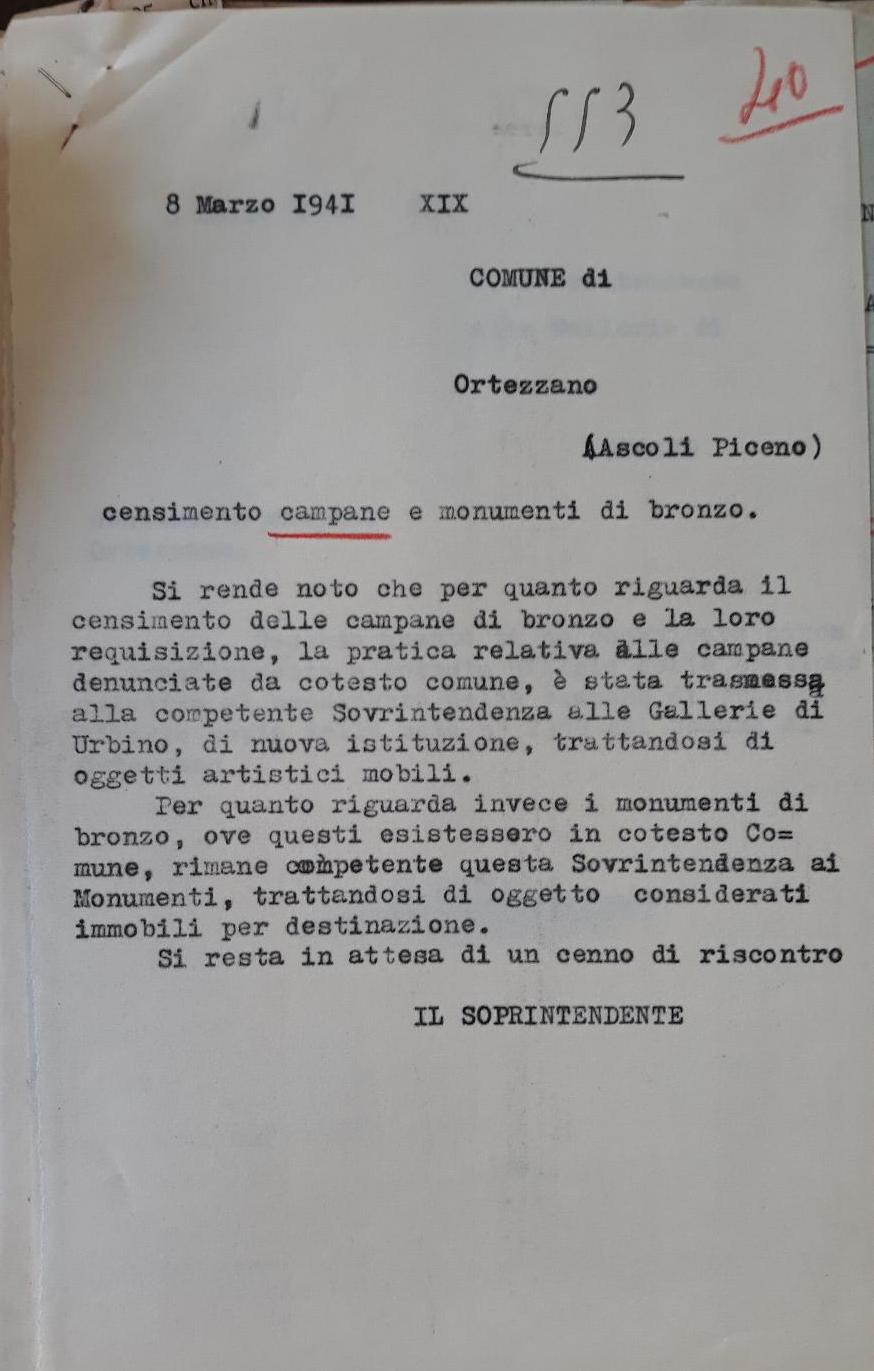 553
40
8 Marzo I94I XIX
COMUNE di
Ortezzano
(Ascoli Piceno)
censimento campane e monumenti di bronzo.
Si rende noto che per quanto riguarda il
censimento delle campane di bronzo e la loro
requisizione, la pratica relativa alle campane
denunciate da cotesto comune, è stata trasmessa
alla competente Sovrintendenza alle Gallerie di
Urbino, di nuova istituzione, trattandosi di
oggetti artistici mobili.
Per quanto riguarda invece i monumenti di
bronzo, ove questi esistessero in cotesto Co=
mune, rimane competente questa Sovrintendenza ai
Monumenti, trattandosi di oggetto considerati
immobili per destinazione.
Si resta in attesa di un cenno di riscontro
IL SOPRINTENDENTE